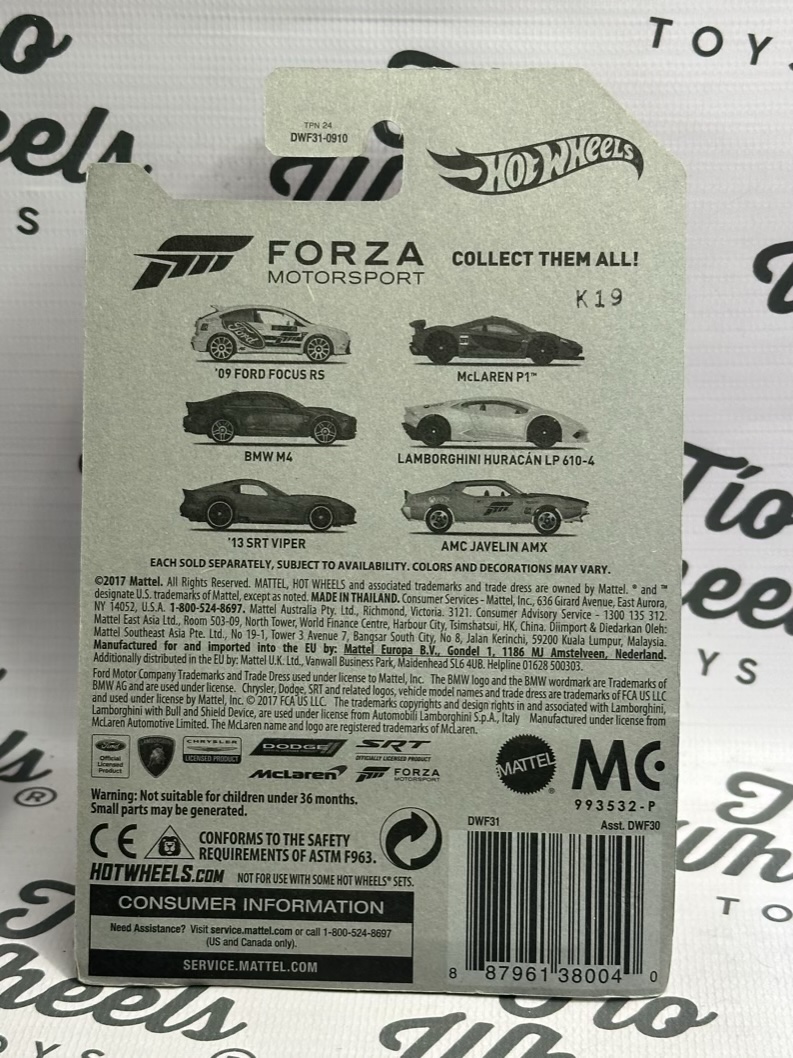 TOYS
TPN 24
DWF31-0910
HOT WHEELS
FORZA
MOTORSPORT
COLLECT THEM ALL!
K19
Ford
'09 FORD FOCUS RS
McLAREN P1™
BMW M4
LAMBORGHINI HURACÁN LP 610-4
'13 SRT VIPER
AMC JAVELIN AMX
EACH SOLD SEPARATELY, SUBJECT TO AVAILABILITY. COLORS AND DECORATIONS MAY VARY.
©2017 Mattel. All Rights Reserved. MATTEL, HOT WHEELS and associated trademarks and trade dress are owned by Mattel. ® and ™
designate U.S. trademarks of Mattel, except as noted. MADE IN THAILAND. Consumer Services - Mattel, Inc., 636 Girard Avenue, East Aurora,
NY 14052, U.S.A. 1-800-524-8697. Mattel Australia Pty. Ltd., Richmond, Victoria. 3121. Consumer Advisory Service - 1300 135 312.
Mattel East Asia Ltd., Room 503-09, North Tower, World Finance Centre, Harbour City, Tsimshatsui, HK, China. Diimport & Diedarkan Oleh:
Mattel Southeast Asia Pte. Ltd., No 19-1, Tower 3 Avenue 7, Bangsar South City, No 8, Jalan Kerinchi, 59200 Kuala Lumpur, Malaysia.
Manufactured for and imported into the EU by: Mattel Europa B.V., Gondel 1, 1186 MJ Amstelveen, Nederland.
Additionally distributed in the EU by: Mattel U.K. Ltd., Vanwall Business Park, Maidenhead SL6 4UB. Helpline 01628 500303.
Ford Motor Company Trademarks and Trade Dress used under license to Mattel, Inc. The BMW logo and the BMW wordmark are Trademarks of
BMW AG and are used under license. Chrysler, Dodge, SRT and related logos, vehicle model names and trade dress are trademarks of FCA US LLC
and used under license by Mattel, Inc. © 2017 FCA US LLC. The trademarks copyrights and design rights in and associated with Lamborghini,
Lamborghini with Bull and Shield Device, are used under license from Automobili Lamborghini S.p.A., Italy Manufactured under license from
McLaren Automotive Limited. The McLaren name and logo are registered trademarks of McLaren.
Ford
Official
Licensed
Product
CHRYSLER
LICENSED PRODUCT
DODGE
SRT
OFFICIALLY LICENSED PRODUCT
McLaren
FORZA
MOTORSPORT
MATTEL
MC
993532-P
Warning: Not suitable for children under 36 months.
Small parts may be generated.
DWF31
Asst. DWF30
CE
CONFORMS TO THE SAFETY
REQUIREMENTS OF ASTM F963.
HOTWHEELS.COM
NOT FOR USE WITH SOME HOT WHEELS® SETS.
CONSUMER INFORMATION
Need Assistance? Visit service.mattel.com or call 1-800-524-8697
(US and Canada only).
SERVICE.MATTEL.COM
8 87961 38004 0
Tío